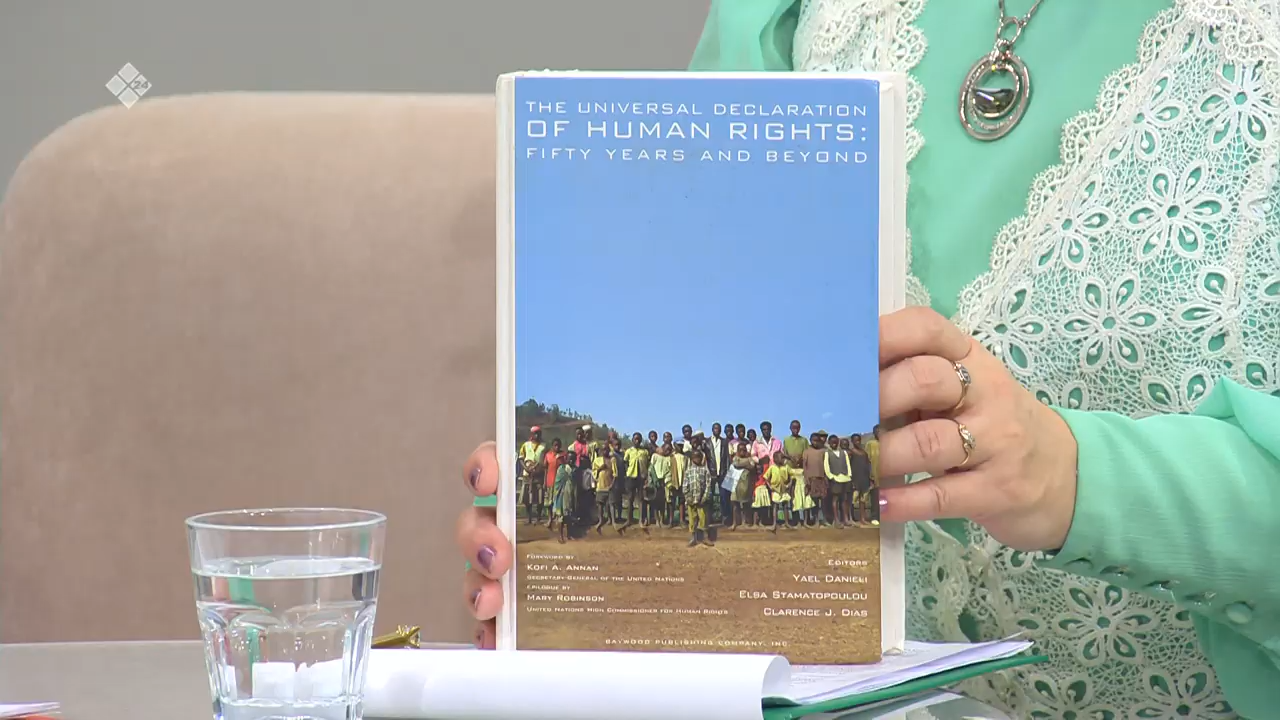 x24
THE UNIVERSAL DECLARATION
OF HUMAN RIGHTS:
FIFTY YEARS AND BEYOND
FOREWORD BY
KOFI A. ANNAN
SECRETARY-GENERAL OF THE UNITED NATIONS
EPILOGUE BY
MARY ROBINSON
UNITED NATIONS HIGH COMMISSIONER FOR HUMAN RIGHTS
EDITORS
YAEL DANIELI
ELSA STAMATOPOULOU
CLARENCE J. DIAS
BAYWOOD PUBLISHING COMPANY, INC